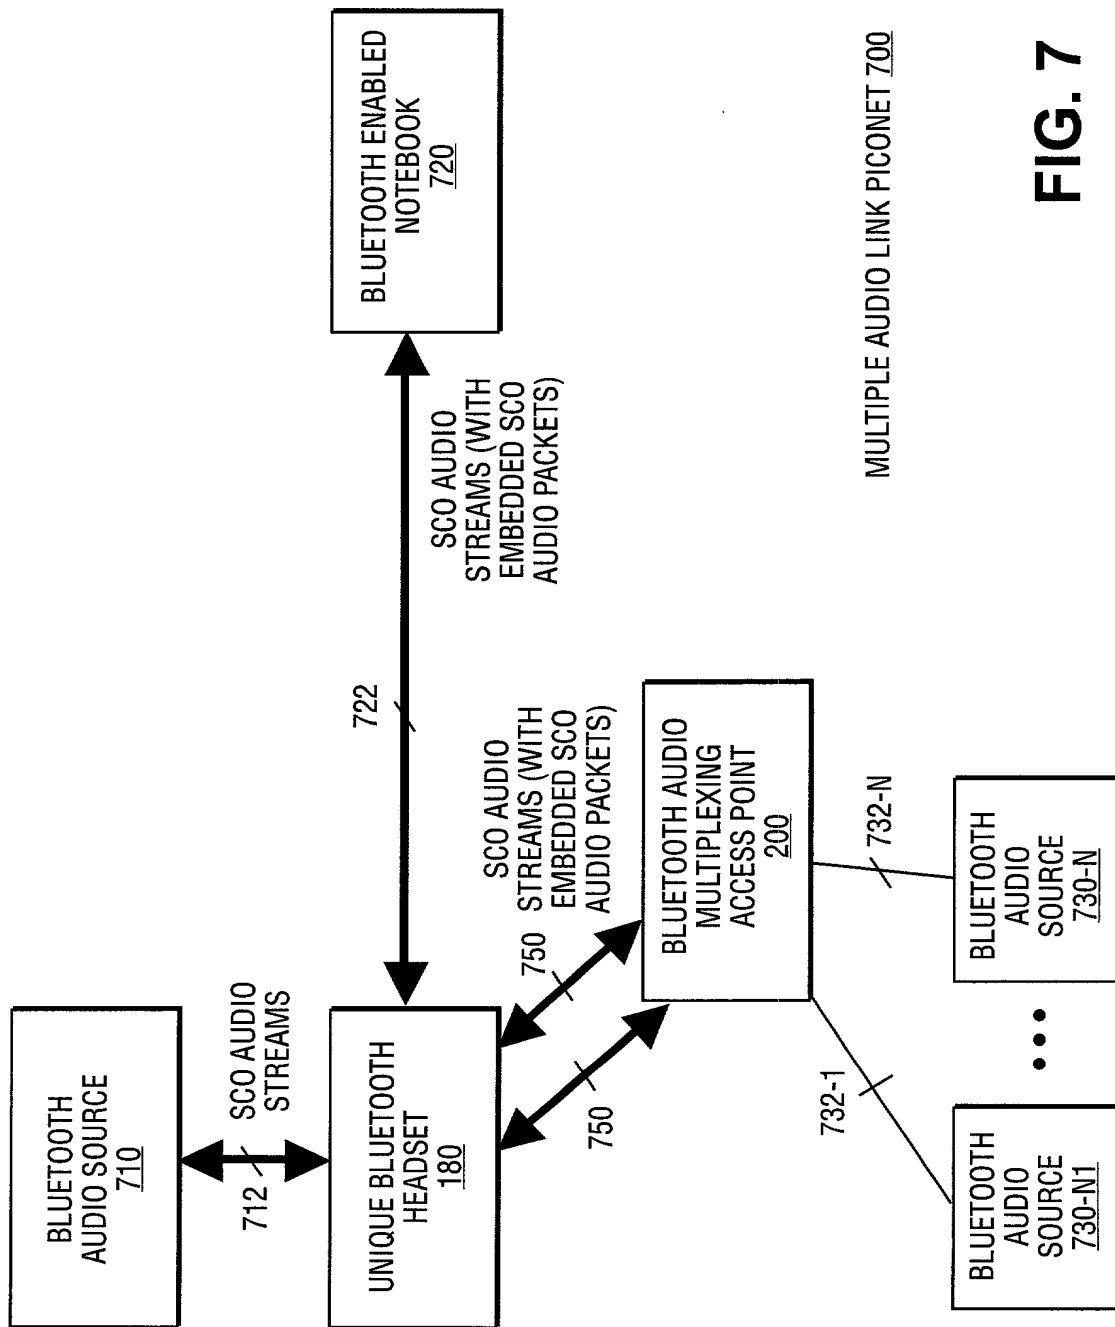 BLUETOOTH
AUDIO SOURCE
710
712
SCO AUDIO
STREAMS
UNIQUE BLUETOOTH
HEADSET
180
722
SCO AUDIO
STREAMS (WITH
EMBEDDED SCO
AUDIO PACKETS)
BLUETOOTH ENABLED
NOTEBOOK
720
750
750
SCO AUDIO
STREAMS (WITH
EMBEDDED SCO
AUDIO PACKETS)
BLUETOOTH AUDIO
MULTIPLEXING
ACCESS POINT
200
732-1
732-N
BLUETOOTH
AUDIO
SOURCE
730-N1
•••
BLUETOOTH
AUDIO
SOURCE
730-N
MULTIPLE AUDIO LINK PICONET 700
FIG. 7